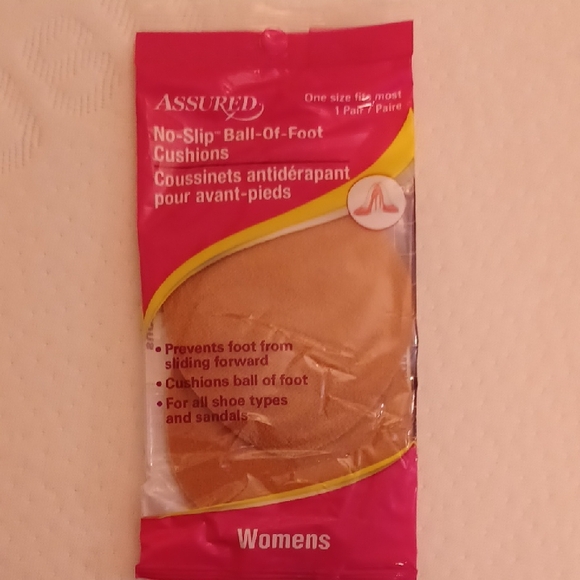 ASSURED
One size fits most
1 Pair / Paire
No-Slip™ Ball-Of-Foot
Cushions
Coussinets antidérapant
pour avant-pieds
• Prevents foot from
sliding forward
• Cushions ball of foot
• For all shoe types
and sandals
Womens